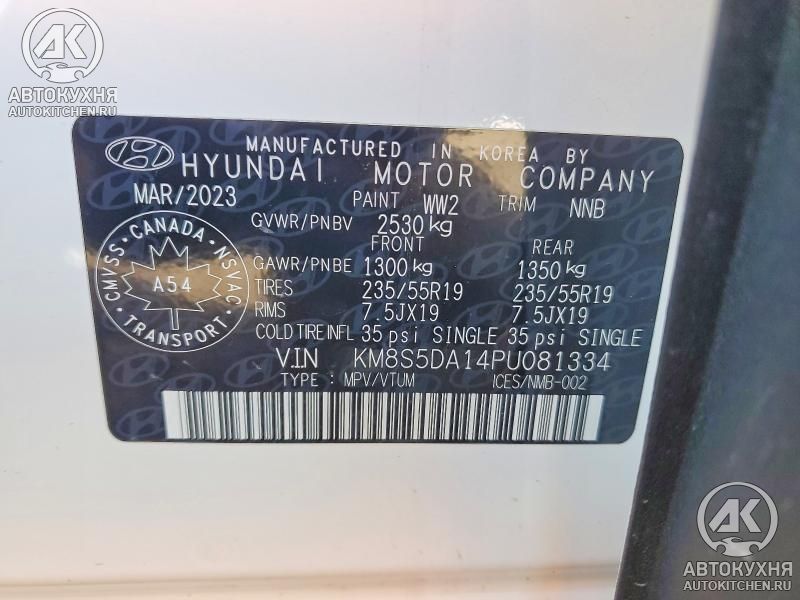 АК
АВТОКУХНЯ
AUTOKITCHEN.RU
MANUFACTURED IN KOREA BY
HYUNDAI MOTOR COMPANY
MAR/2023 PAINT WW2 TRIM NNB
GVWR/PNBV 2530 kg
FRONT REAR
GAWR/PNBE 1300 kg 1350 kg
TIRES 235/55R19 235/55R19
RIMS 7.5JX19 7.5JX19
COLD TIRE INFL 35 psi SINGLE 35 psi SINGLE
V.I.N KM8S5DA14PU081334
TYPE : MPV/VTUM ICES/NMB-002
CMVSS · CANADA · NSVAC
A54
TRANSPORT
АК
АВТОКУХНЯ
AUTOKITCHEN.RU